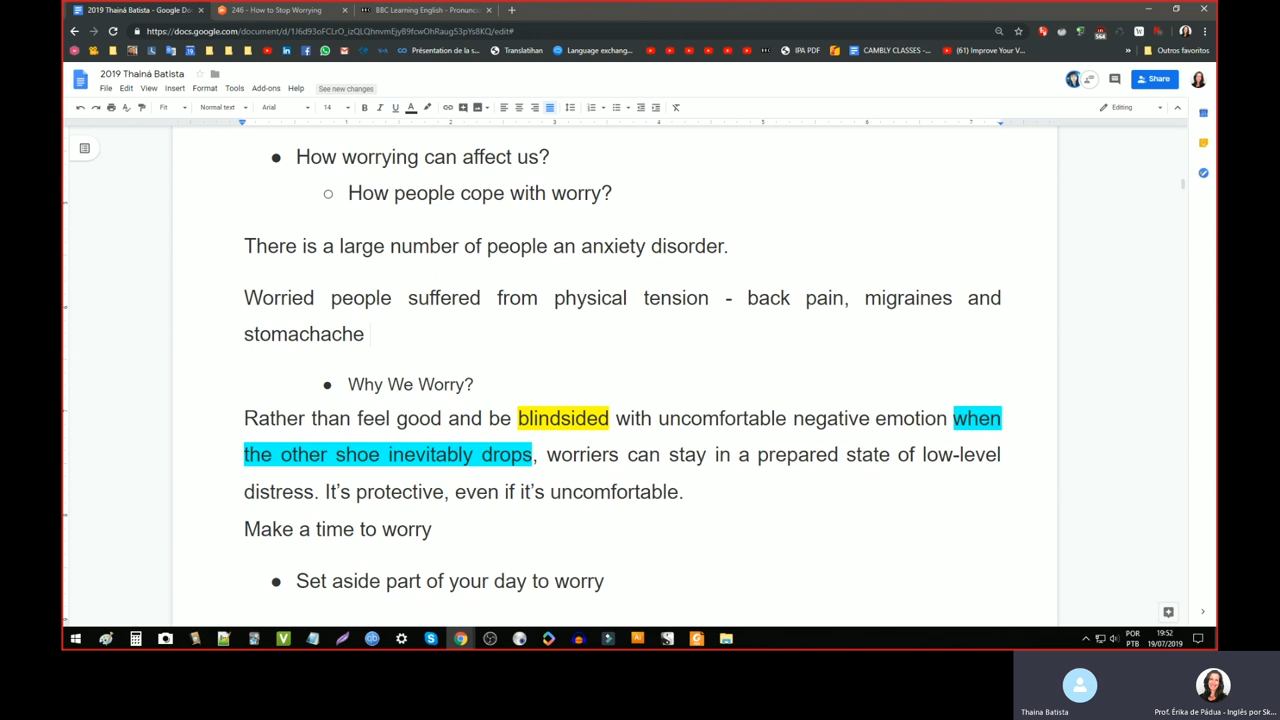 2019 Thainá Batista - Google Do
246 - How to Stop Worrying
BBC Learning English - Pronunc
https://docs.google.com/document/d/1J6d93oFCLrO_izQLQhnvmEjyB9fcwOhRaug53pYs8KQ/edit#
Présentation de la s... Translatihan Language exchang... IPA PDF CAMBLY CLASSES -... (61) Improve Your V... Outros favoritos
2019 Thainá Batista
File Edit View Insert Format Tools Add-ons Help See new changes
Share
Fit Normal text Arial 14 Editing
● How worrying can affect us?
○ How people cope with worry?
There is a large number of people an anxiety disorder.
Worried people suffered from physical tension - back pain, migraines and
stomachache
● Why We Worry?
Rather than feel good and be blindsided with uncomfortable negative emotion when
the other shoe inevitably drops, worriers can stay in a prepared state of low-level
distress. It's protective, even if it's uncomfortable.
Make a time to worry
● Set aside part of your day to worry
POR 19:52
PTB 19/07/2019
Thaina Batista
Prof. Érika de Pádua - Inglês por Sk...